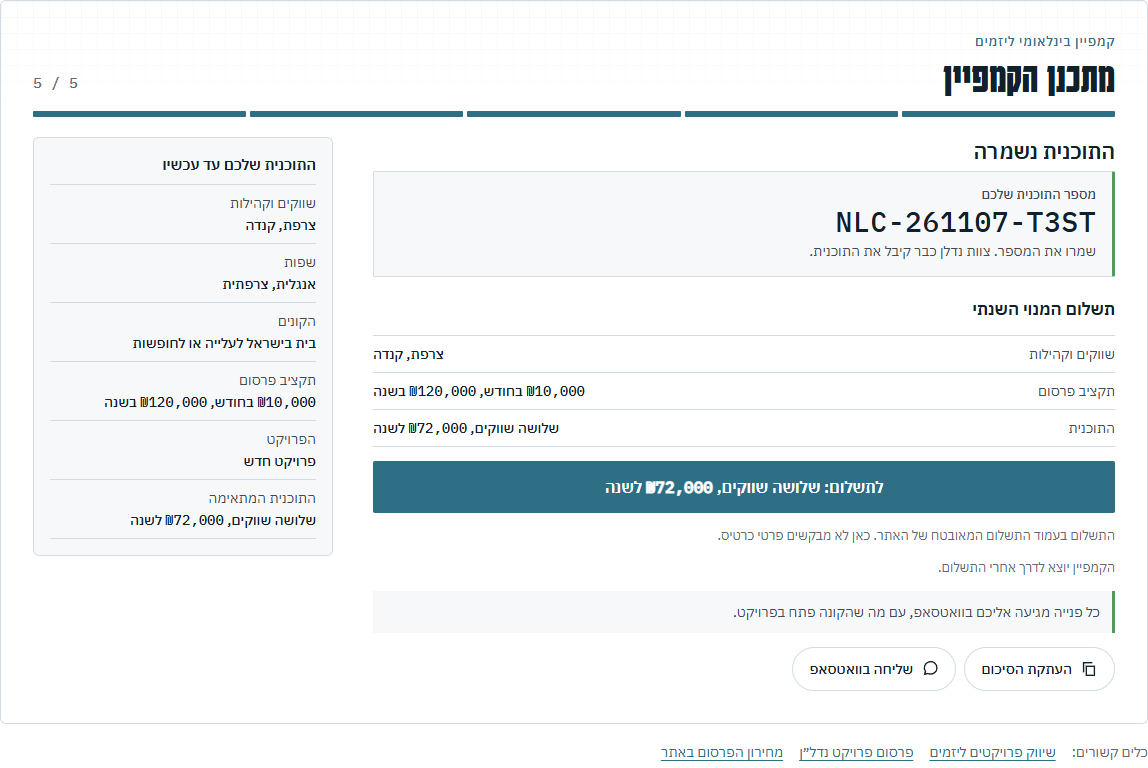 קמפיין בינלאומי ליזמים
מתכנן הקמפיין
5 / 5
התוכנית נשמרה
מספר התוכנית שלכם
NLC-261107-T3ST
שמרו את המספר. צוות נדלן כבר קיבל את התוכנית.
תשלום המנוי השנתי
שווקים וקהילות
צרפת, קנדה
תקציב פרסום
₪10,000 בחודש, ₪120,000 בשנה
התוכנית
שלושה שווקים, ₪72,000 לשנה
לתשלום: שלושה שווקים, ₪72,000 לשנה
התשלום בעמוד התשלום המאובטח של האתר. כאן לא מבקשים פרטי כרטיס.
הקמפיין יוצא לדרך אחרי התשלום.
כל פנייה מגיעה אליכם בוואטסאפ, עם מה שהקונה פתח בפרויקט.
העתקת הסיכום
שליחה בוואטסאפ
התוכנית שלכם עד עכשיו
שווקים וקהילות
צרפת, קנדה
שפות
אנגלית, צרפתית
הקונים
בית בישראל לעלייה או לחופשות
תקציב פרסום
₪10,000 בחודש, ₪120,000 בשנה
הפרויקט
פרויקט חדש
התוכנית המתאימה
שלושה שווקים, ₪72,000 לשנה
כלים קשורים: שיווק פרויקטים ליזמים פרסום פרויקט נדל״ן מחירון הפרסום באתר